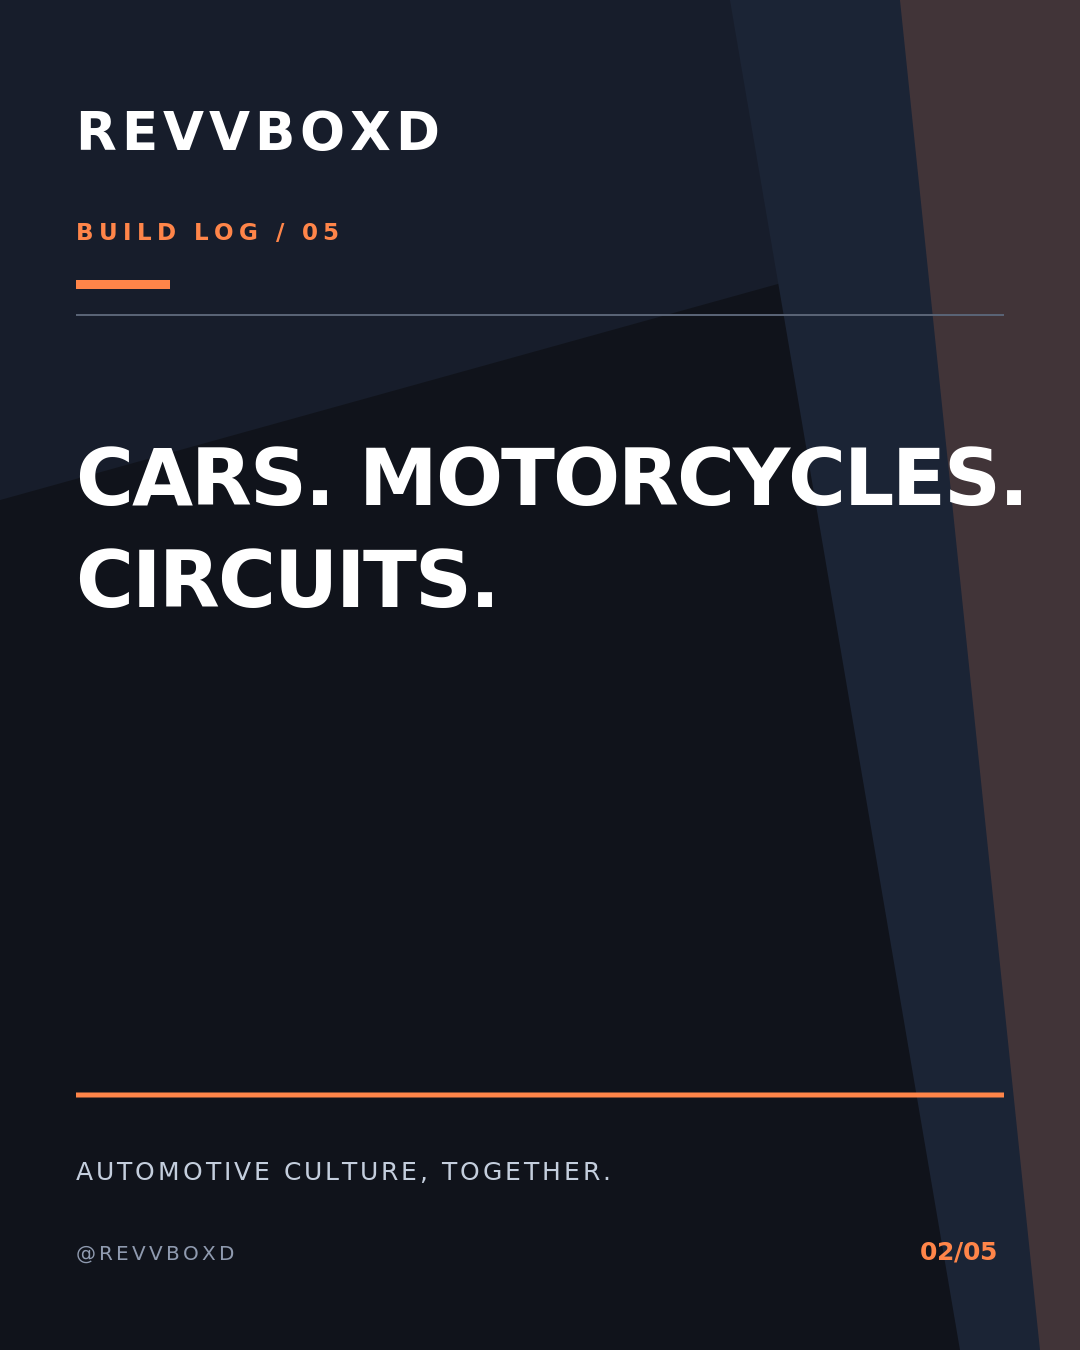 REVVBOXD
BUILD LOG / 05
CARS. MOTORCYCLES.
CIRCUITS.
AUTOMOTIVE CULTURE, TOGETHER.
@REVVBOXD
02/05